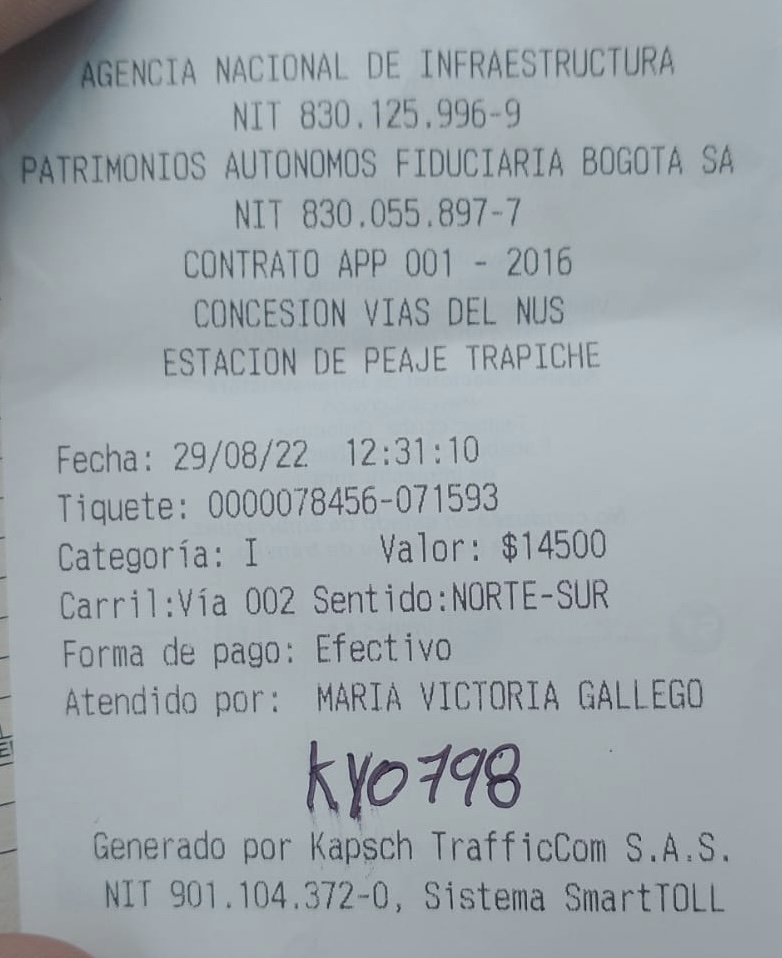 AGENCIA NACIONAL DE INFRAESTRUCTURA
NIT 830.125.996-9
PATRIMONIOS AUTONOMOS FIDUCIARIA BOGOTA SA
NIT 830.055.897-7
CONTRATO APP 001 - 2016
CONCESION VIAS DEL NUS
ESTACION DE PEAJE TRAPICHE
Fecha: 29/08/22 12:31:10
Tiquete: 0000078456-071593
Categoría: I Valor: $14500
Carril:Vía 002 Sentido:NORTE-SUR
Forma de pago: Efectivo
Atendido por: MARIA VICTORIA GALLEGO
KYO798
Generado por Kapsch TrafficCom S.A.S.
NIT 901.104.372-0, Sistema SmartTOLL